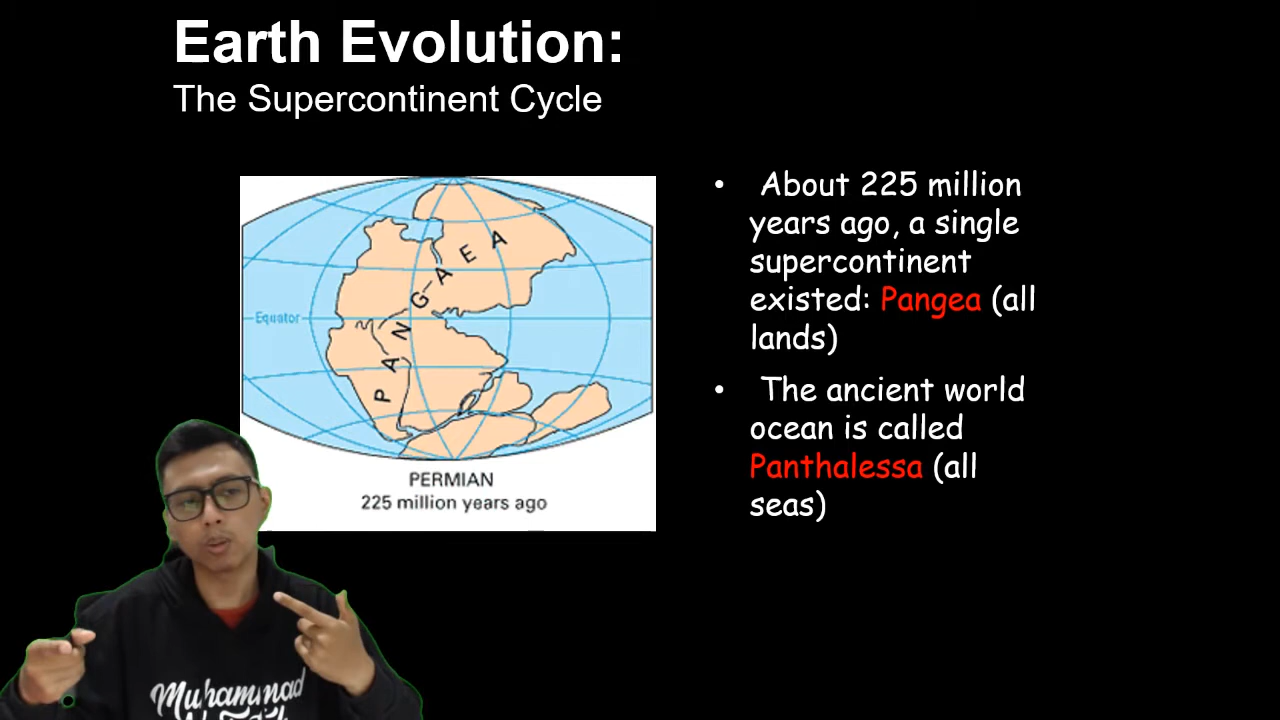 Earth Evolution:
The Supercontinent Cycle
PANGAEA
Equator
PERMIAN
225 million years ago
• About 225 million
years ago, a single
supercontinent
existed: Pangea (all
lands)
• The ancient world
ocean is called
Panthalessa (all
seas)
Muhammad